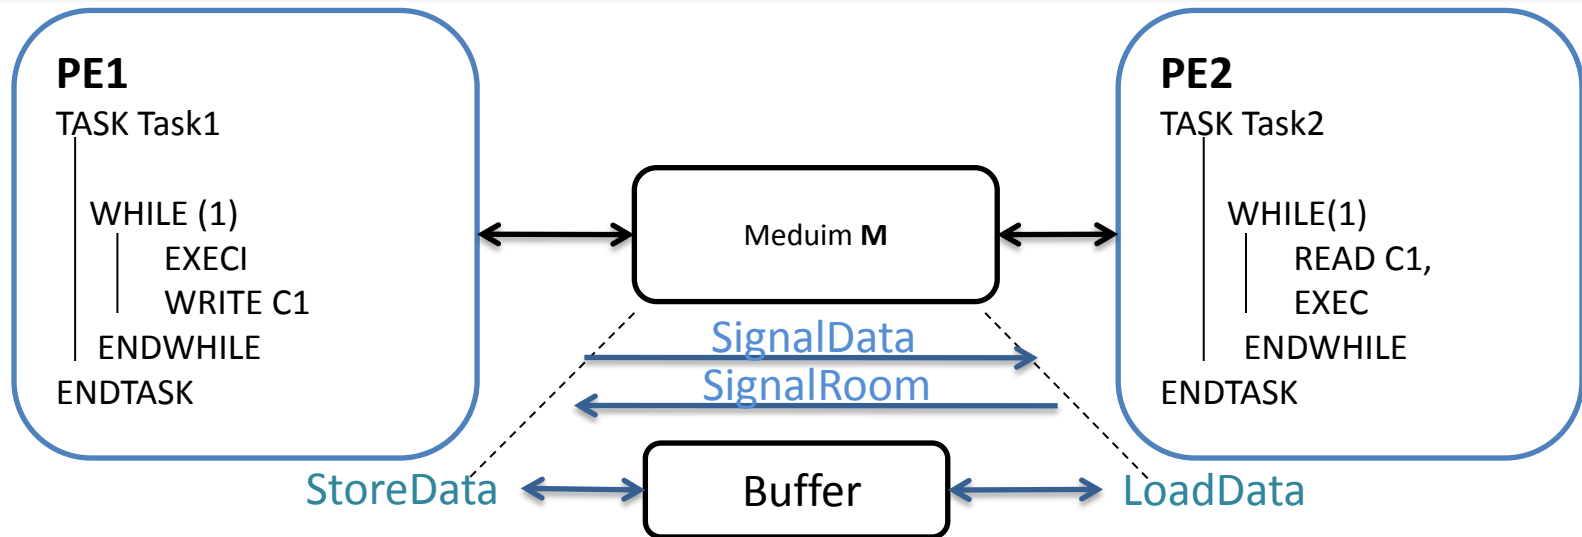 PE1
TASK Task1
WHILE (1)
EXECI
WRITE C1
ENDWHILE
ENDTASK
Meduim M
SignalData
SignalRoom
StoreData
Buffer
LoadData
PE2
TASK Task2
WHILE(1)
READ C1,
EXEC
ENDWHILE
ENDTASK